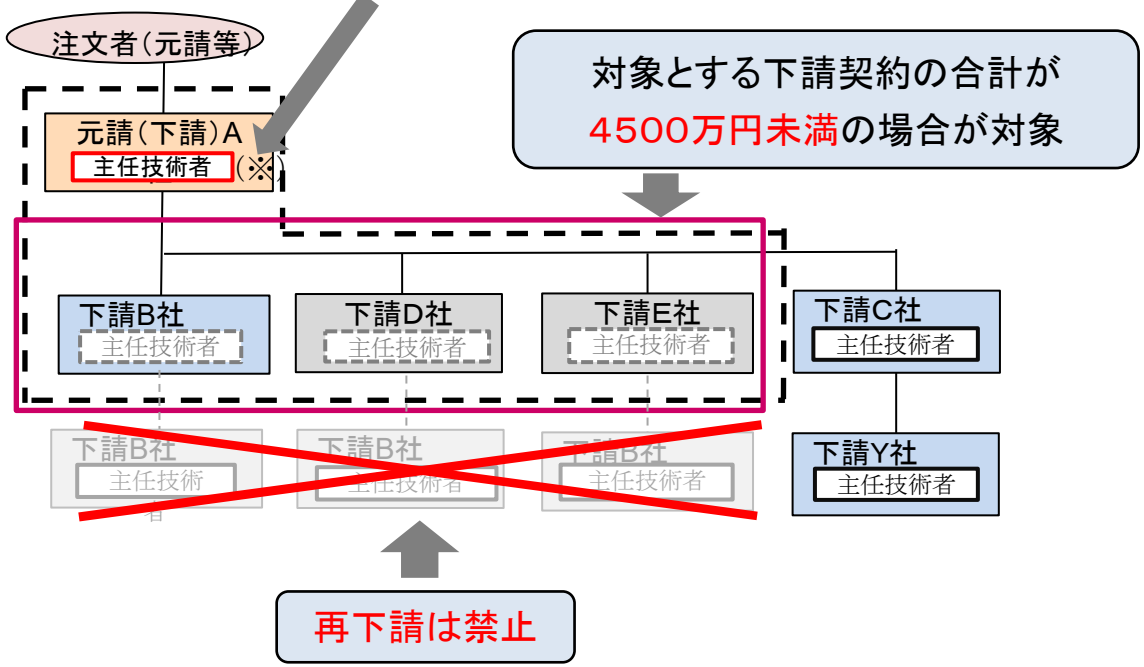 注文者（元請等）
対象とする下請契約の合計が
4500万円未満の場合が対象
元請（下請）A
主任技術者（※）
下請B社
主任技術者
下請D社
主任技術者
下請E社
主任技術者
下請C社
主任技術者
下請B社
主任技術
者
下請B社
主任技術者
下請B社
主任技術者
下請Y社
主任技術者
再下請は禁止